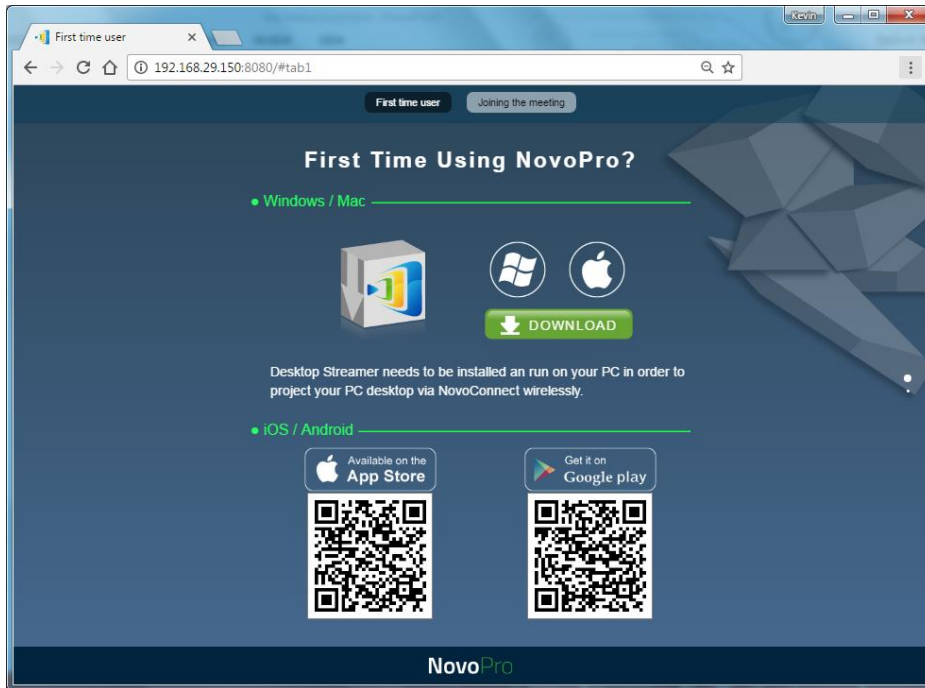 Kevin
First time user
192.168.29.150:8080/#tab1
First time user
Joining the meeting
First Time Using NovoPro?
• Windows / Mac
DOWNLOAD
Desktop Streamer needs to be installed an run on your PC in order to
project your PC desktop via NovoConnect wirelessly.
• iOS / Android
Available on the
App Store
Get it on
Google play
NovoPro